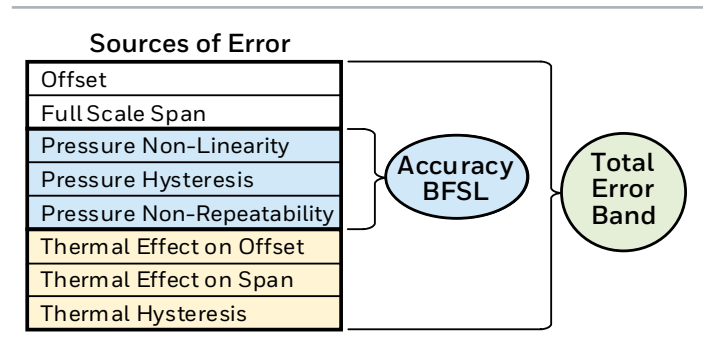 Sources of Error
Offset
Full Scale Span
Pressure Non-Linearity
Pressure Hysteresis
Pressure Non-Repeatability
Thermal Effect on Offset
Thermal Effect on Span
Thermal Hysteresis
Accuracy
BFSL
Total
Error
Band